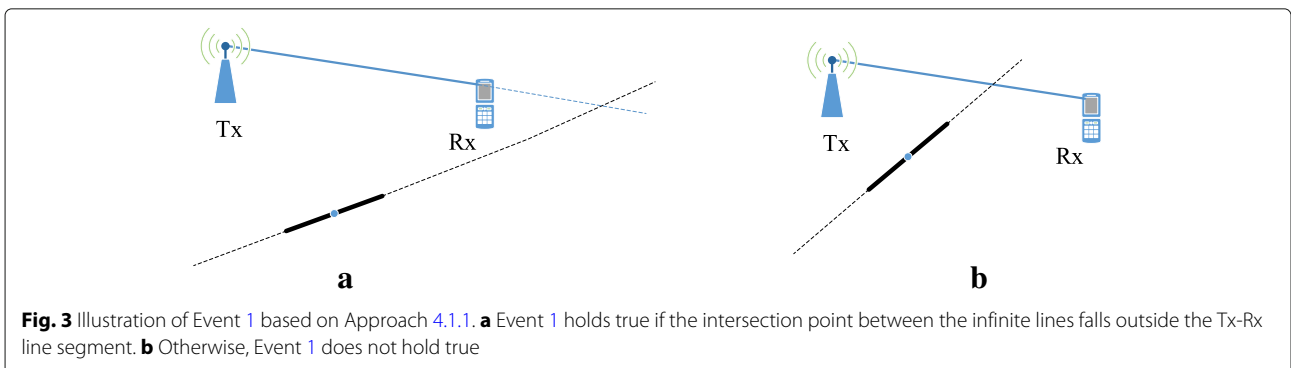 Tx
Rx
a
Tx
Rx
b
Fig. 3 Illustration of Event 1 based on Approach 4.1.1. a Event 1 holds true if the intersection point between the infinite lines falls outside the Tx-Rx
line segment. b Otherwise, Event 1 does not hold true